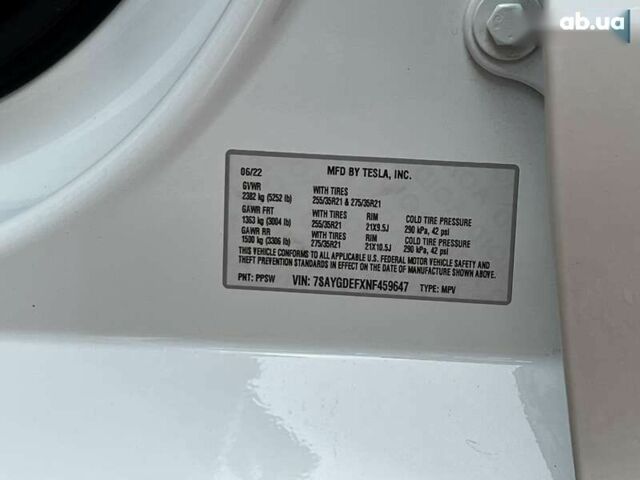 ab.ua
06/22 MFD BY TESLA, INC.
GVWR WITH TIRES
2382 kg (5252 lb) 255/35R21 & 275/35R21
GAWR FRT WITH TIRES RIM COLD TIRE PRESSURE
1363 kg (3004 lb) 255/35R21 21X9.5J 290 kPa, 42 psi
GAWR RR WITH TIRES RIM COLD TIRE PRESSURE
1500 kg (3306 lb) 275/35R21 21X10.5J 290 kPa, 42 psi
THIS VEHICLE CONFORMS TO ALL APPLICABLE U.S. FEDERAL MOTOR VEHICLE SAFETY AND
THEFT PREVENTION STANDARDS IN EFFECT ON THE DATE OF MANUFACTURE SHOWN ABOVE.
PNT: PPSW VIN: 7SAYGDEFXNF459647 TYPE: MPV